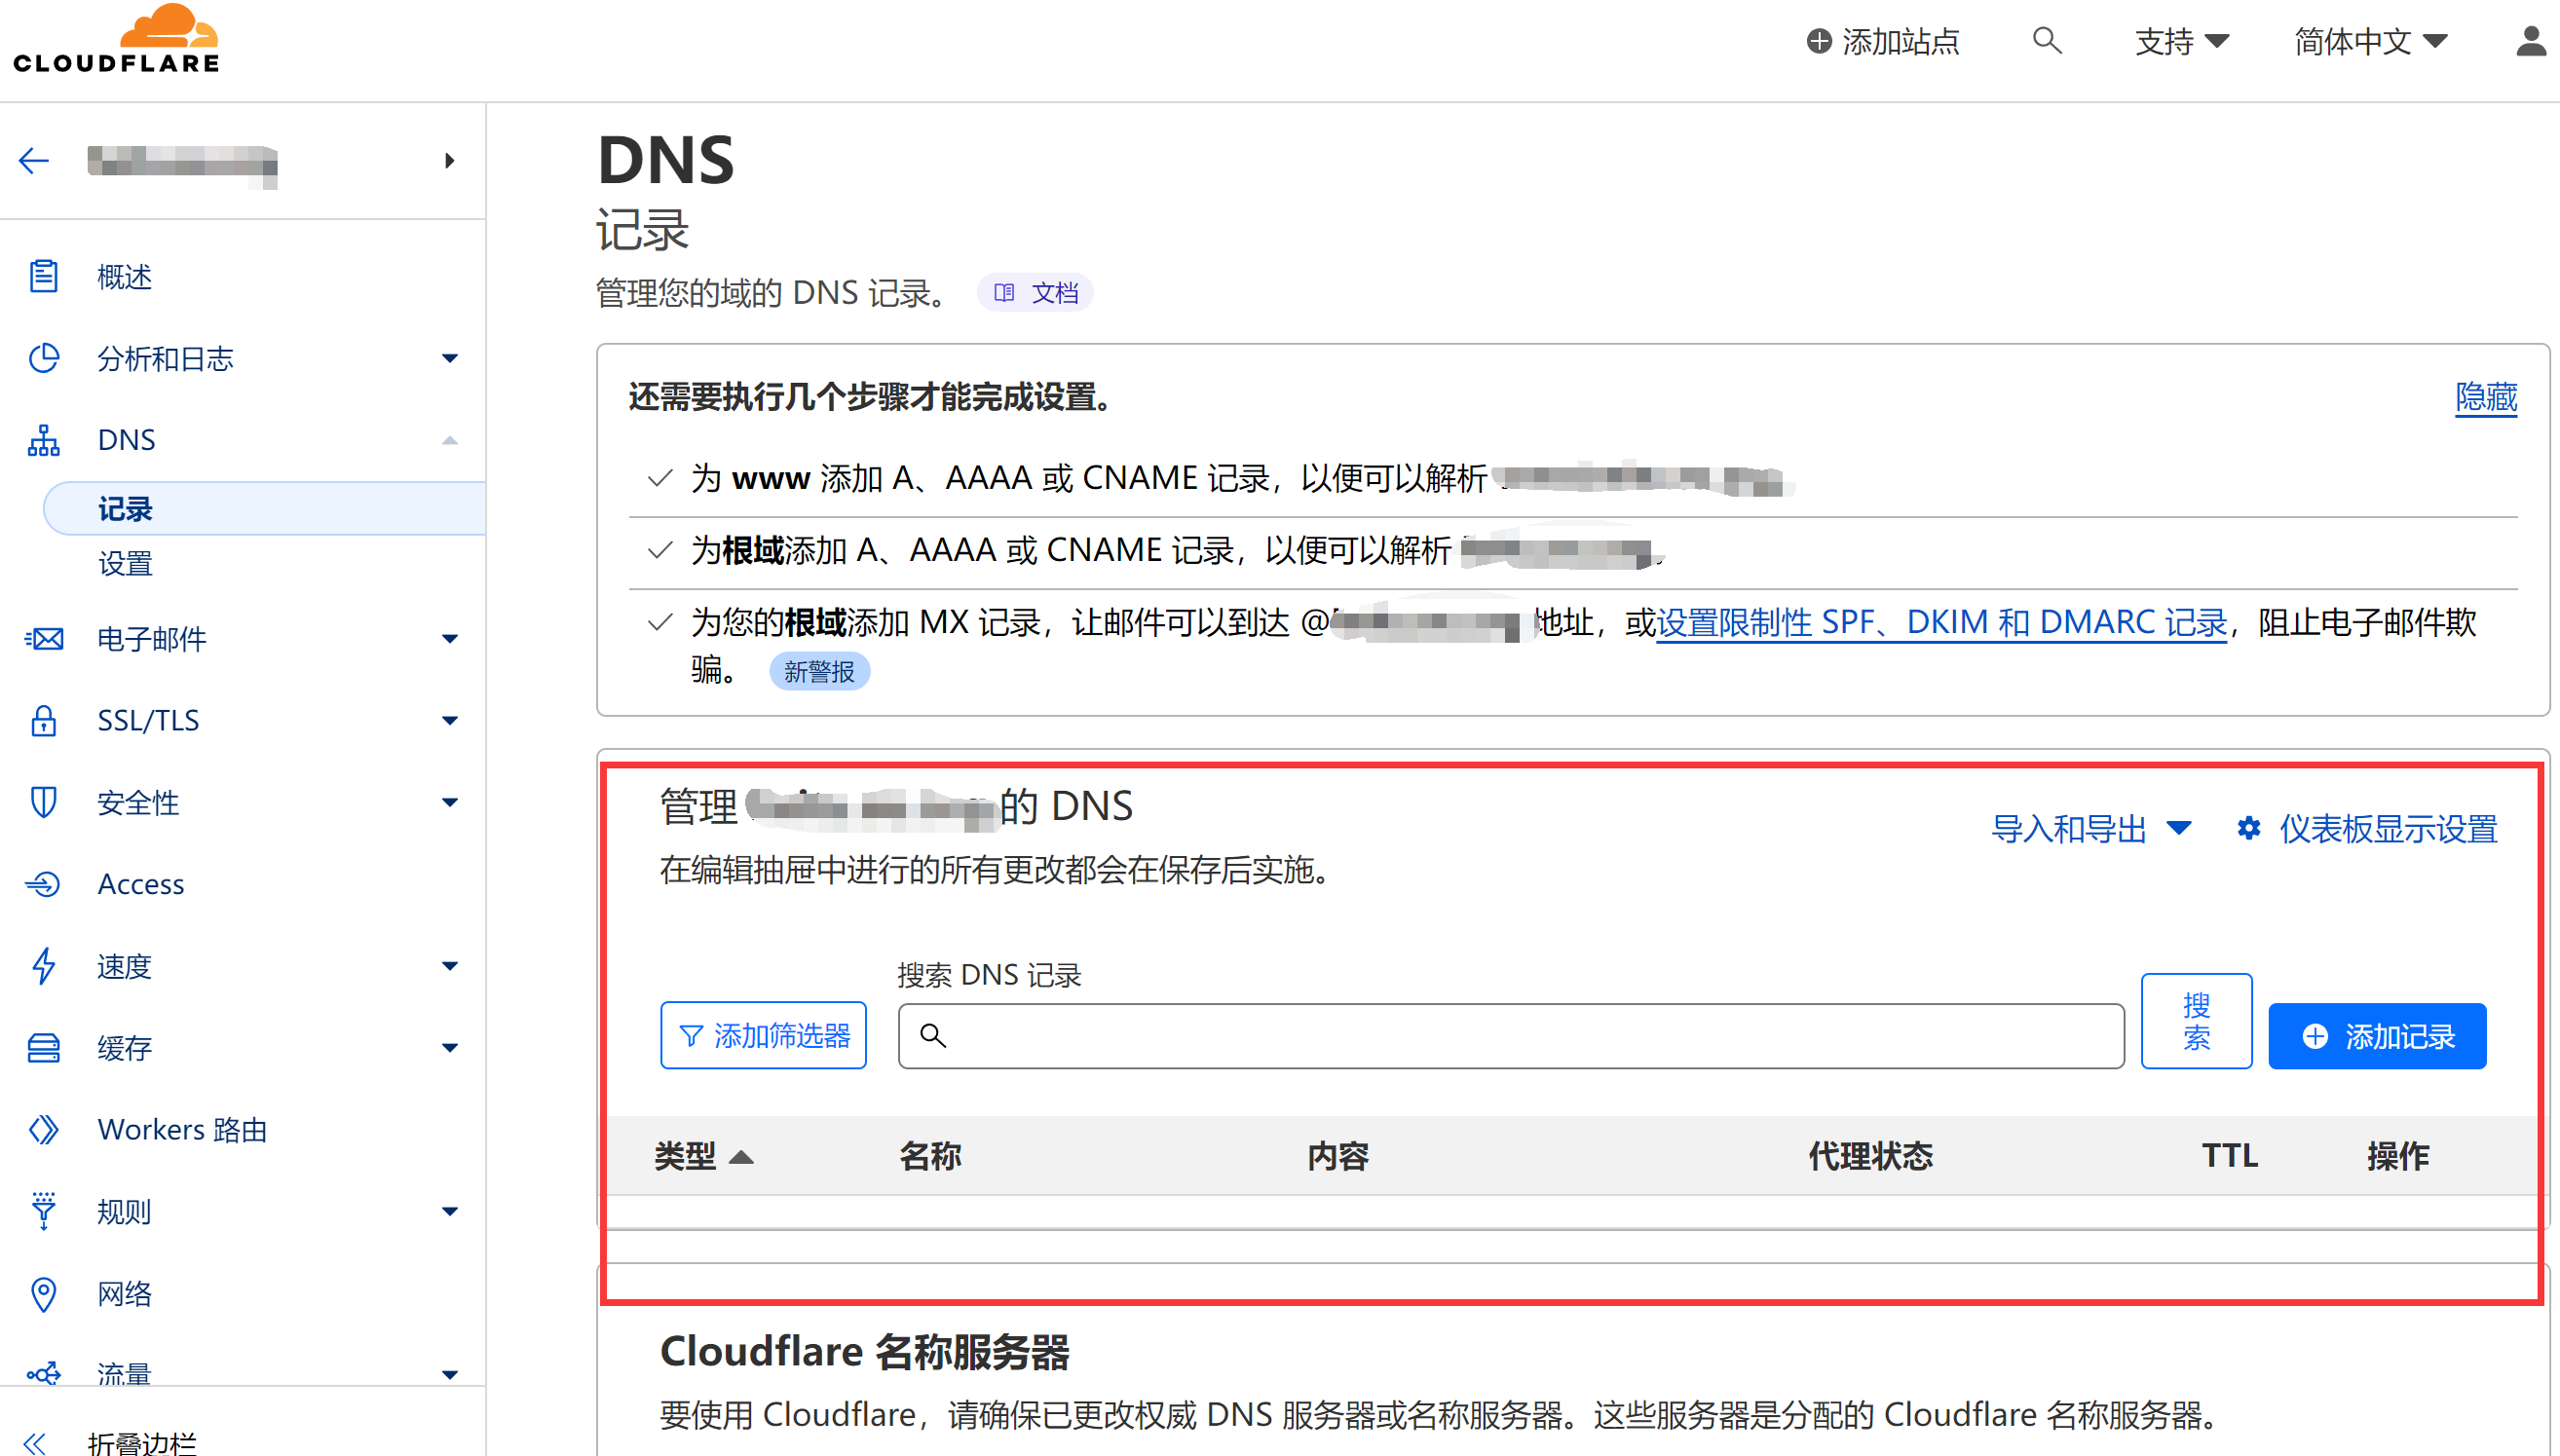 CLOUDFLARE
添加站点
支持
简体中文
概述
分析和日志
DNS
记录
设置
电子邮件
SSL/TLS
安全性
Access
速度
缓存
Workers 路由
规则
网络
流量
折叠边栏
DNS
记录
管理您的域的 DNS 记录。
文档
还需要执行几个步骤才能完成设置。
隐藏
为 www 添加 A、AAAA 或 CNAME 记录，以便可以解析
为根域添加 A、AAAA 或 CNAME 记录，以便可以解析
为您的根域添加 MX 记录，让邮件可以到达 @ 地址，或设置限制性 SPF、DKIM 和 DMARC 记录，阻止电子邮件欺
骗。 新警报
管理 的 DNS
导入和导出
仪表板显示设置
在编辑抽屉中进行的所有更改都会在保存后实施。
搜索 DNS 记录
添加筛选器
搜
索
添加记录
类型 名称 内容 代理状态 TTL 操作
Cloudflare 名称服务器
要使用 Cloudflare，请确保已更改权威 DNS 服务器或名称服务器。这些服务器是分配的 Cloudflare 名称服务器。